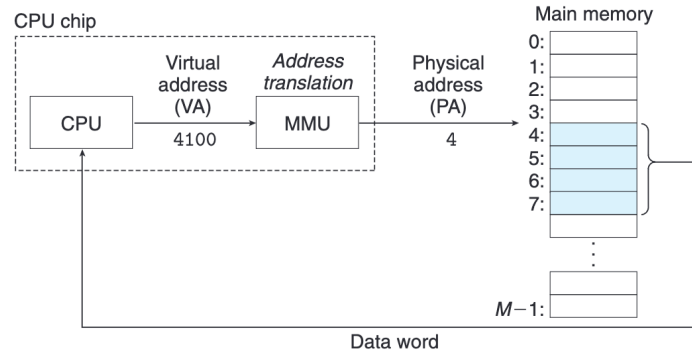 CPU chip
Virtual
address
(VA)
Address
translation
Physical
address
(PA)
Main memory
CPU
4100
MMU
4
0:
1:
2:
3:
4:
5:
6:
7:
M−1:
Data word